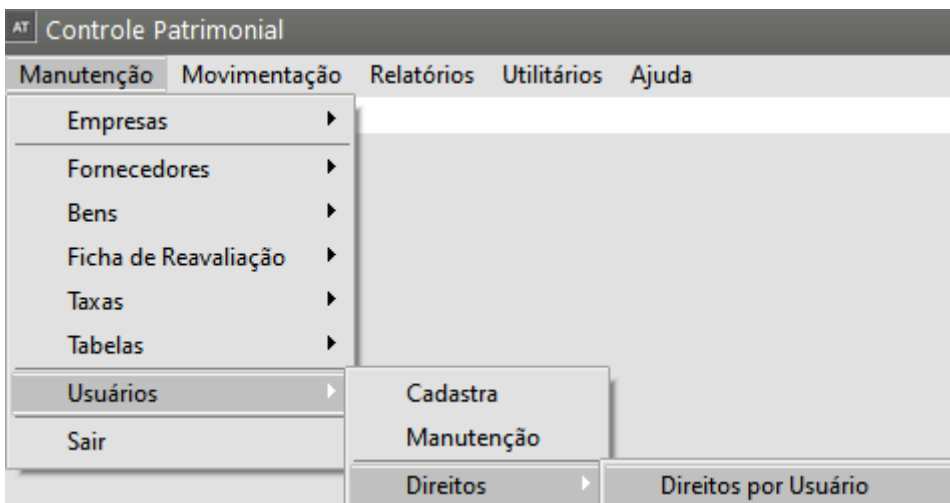 AT Controle Patrimonial
Manutenção Movimentação Relatórios Utilitários Ajuda
Empresas
Fornecedores
Bens
Ficha de Reavaliação
Taxas
Tabelas
Usuários
Cadastra
Sair
Manutenção
Direitos
Direitos por Usuário